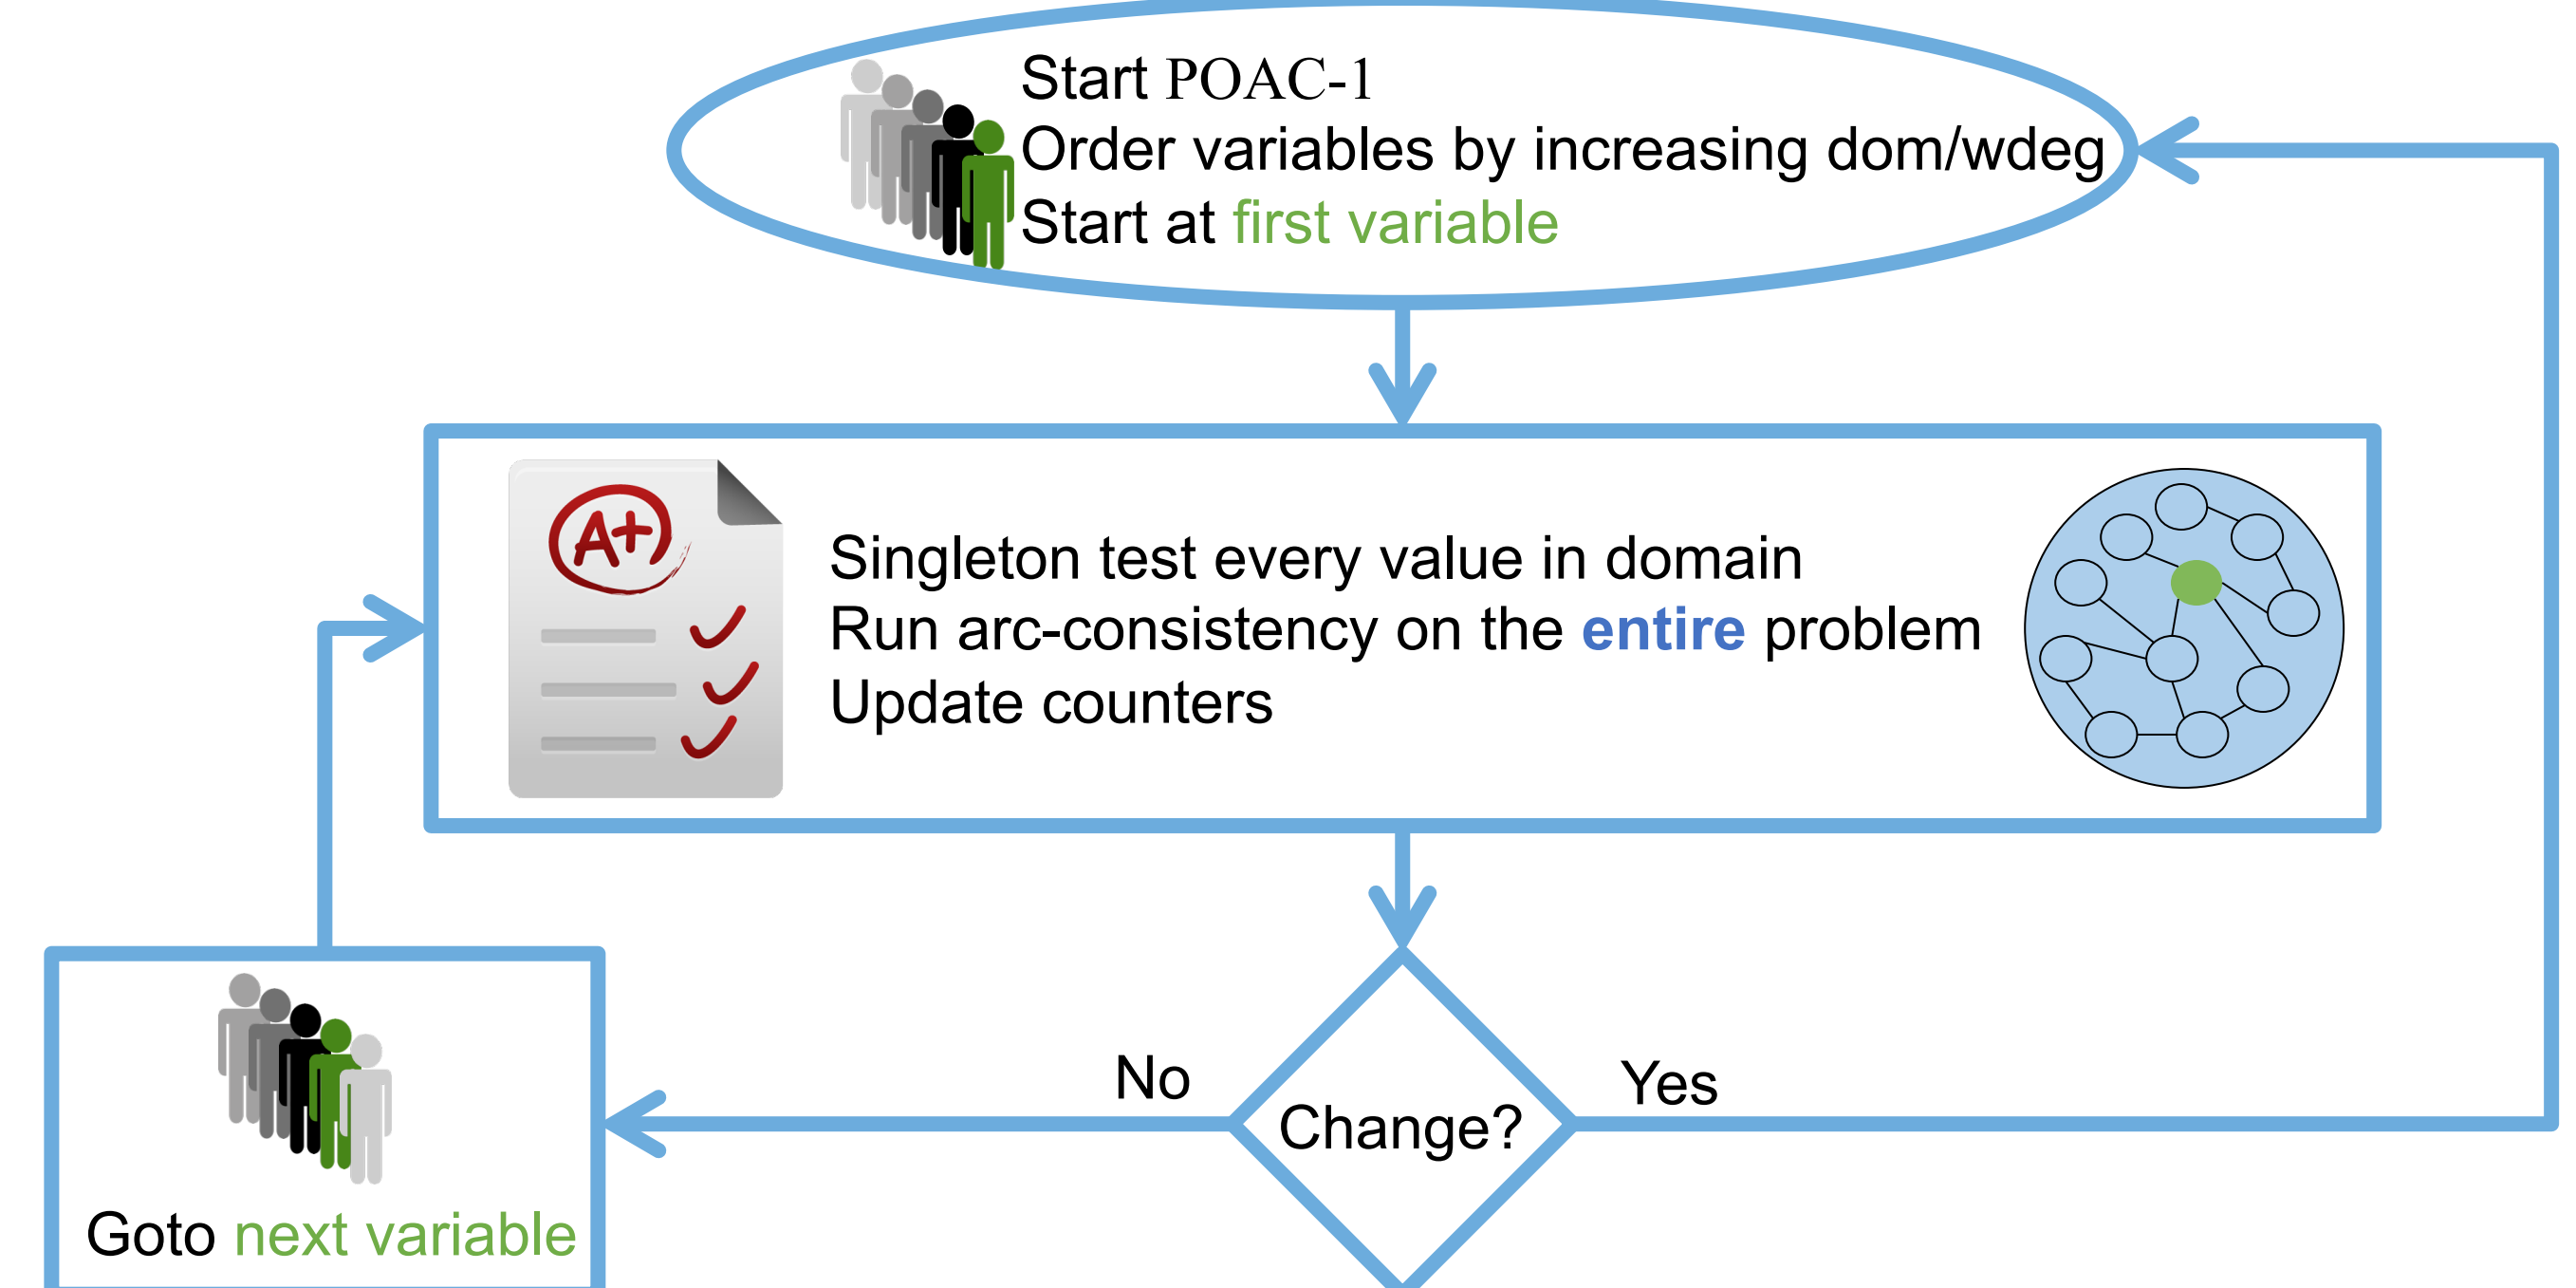 Start POAC-1
Order variables by increasing dom/wdeg
Start at first variable
A+
Singleton test every value in domain
Run arc-consistency on the entire problem
Update counters
No
Yes
Change?
Goto next variable